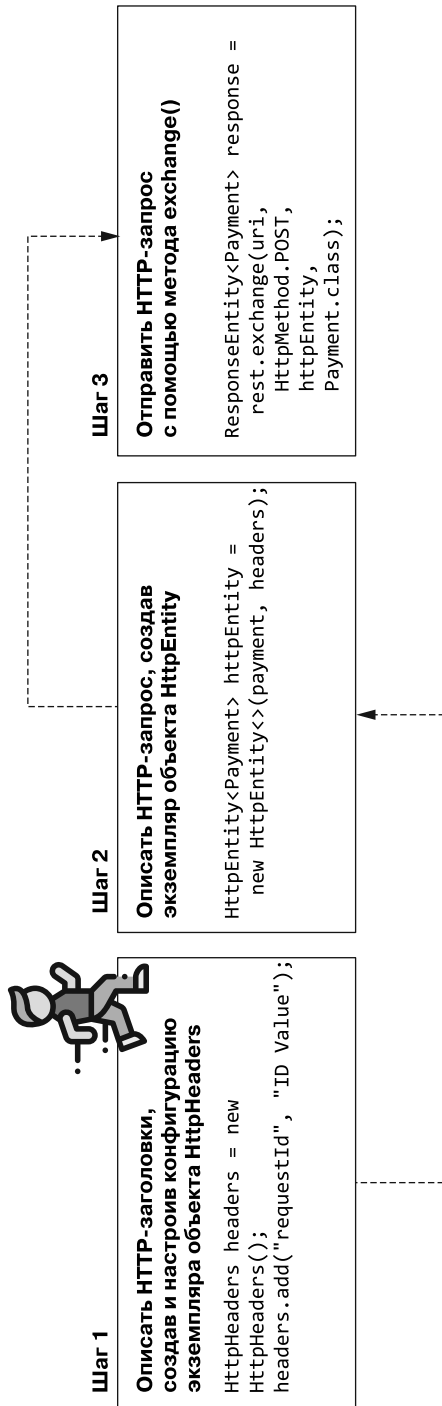 Шаг 1
Описать HTTP-заголовки,
создав и настроив конфигурацию
экземпляра объекта HttpHeaders
HttpHeaders headers = new
HttpHeaders();
headers.add("requestId", "ID Value");
Шаг 2
Описать HTTP-запрос, создав
экземпляр объекта HttpEntity
HttpEntity<Payment> httpEntity =
new HttpEntity<>(payment, headers);
Шаг 3
Отправить HTTP-запрос
с помощью метода exchange()
ResponseEntity<Payment> response =
rest.exchange(uri,
HttpMethod.POST,
httpEntity,
Payment.class);